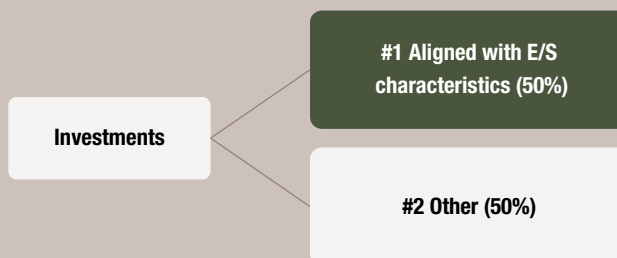 #1 Aligned with E/S
characteristics (50%)
Investments
#2 Other (50%)